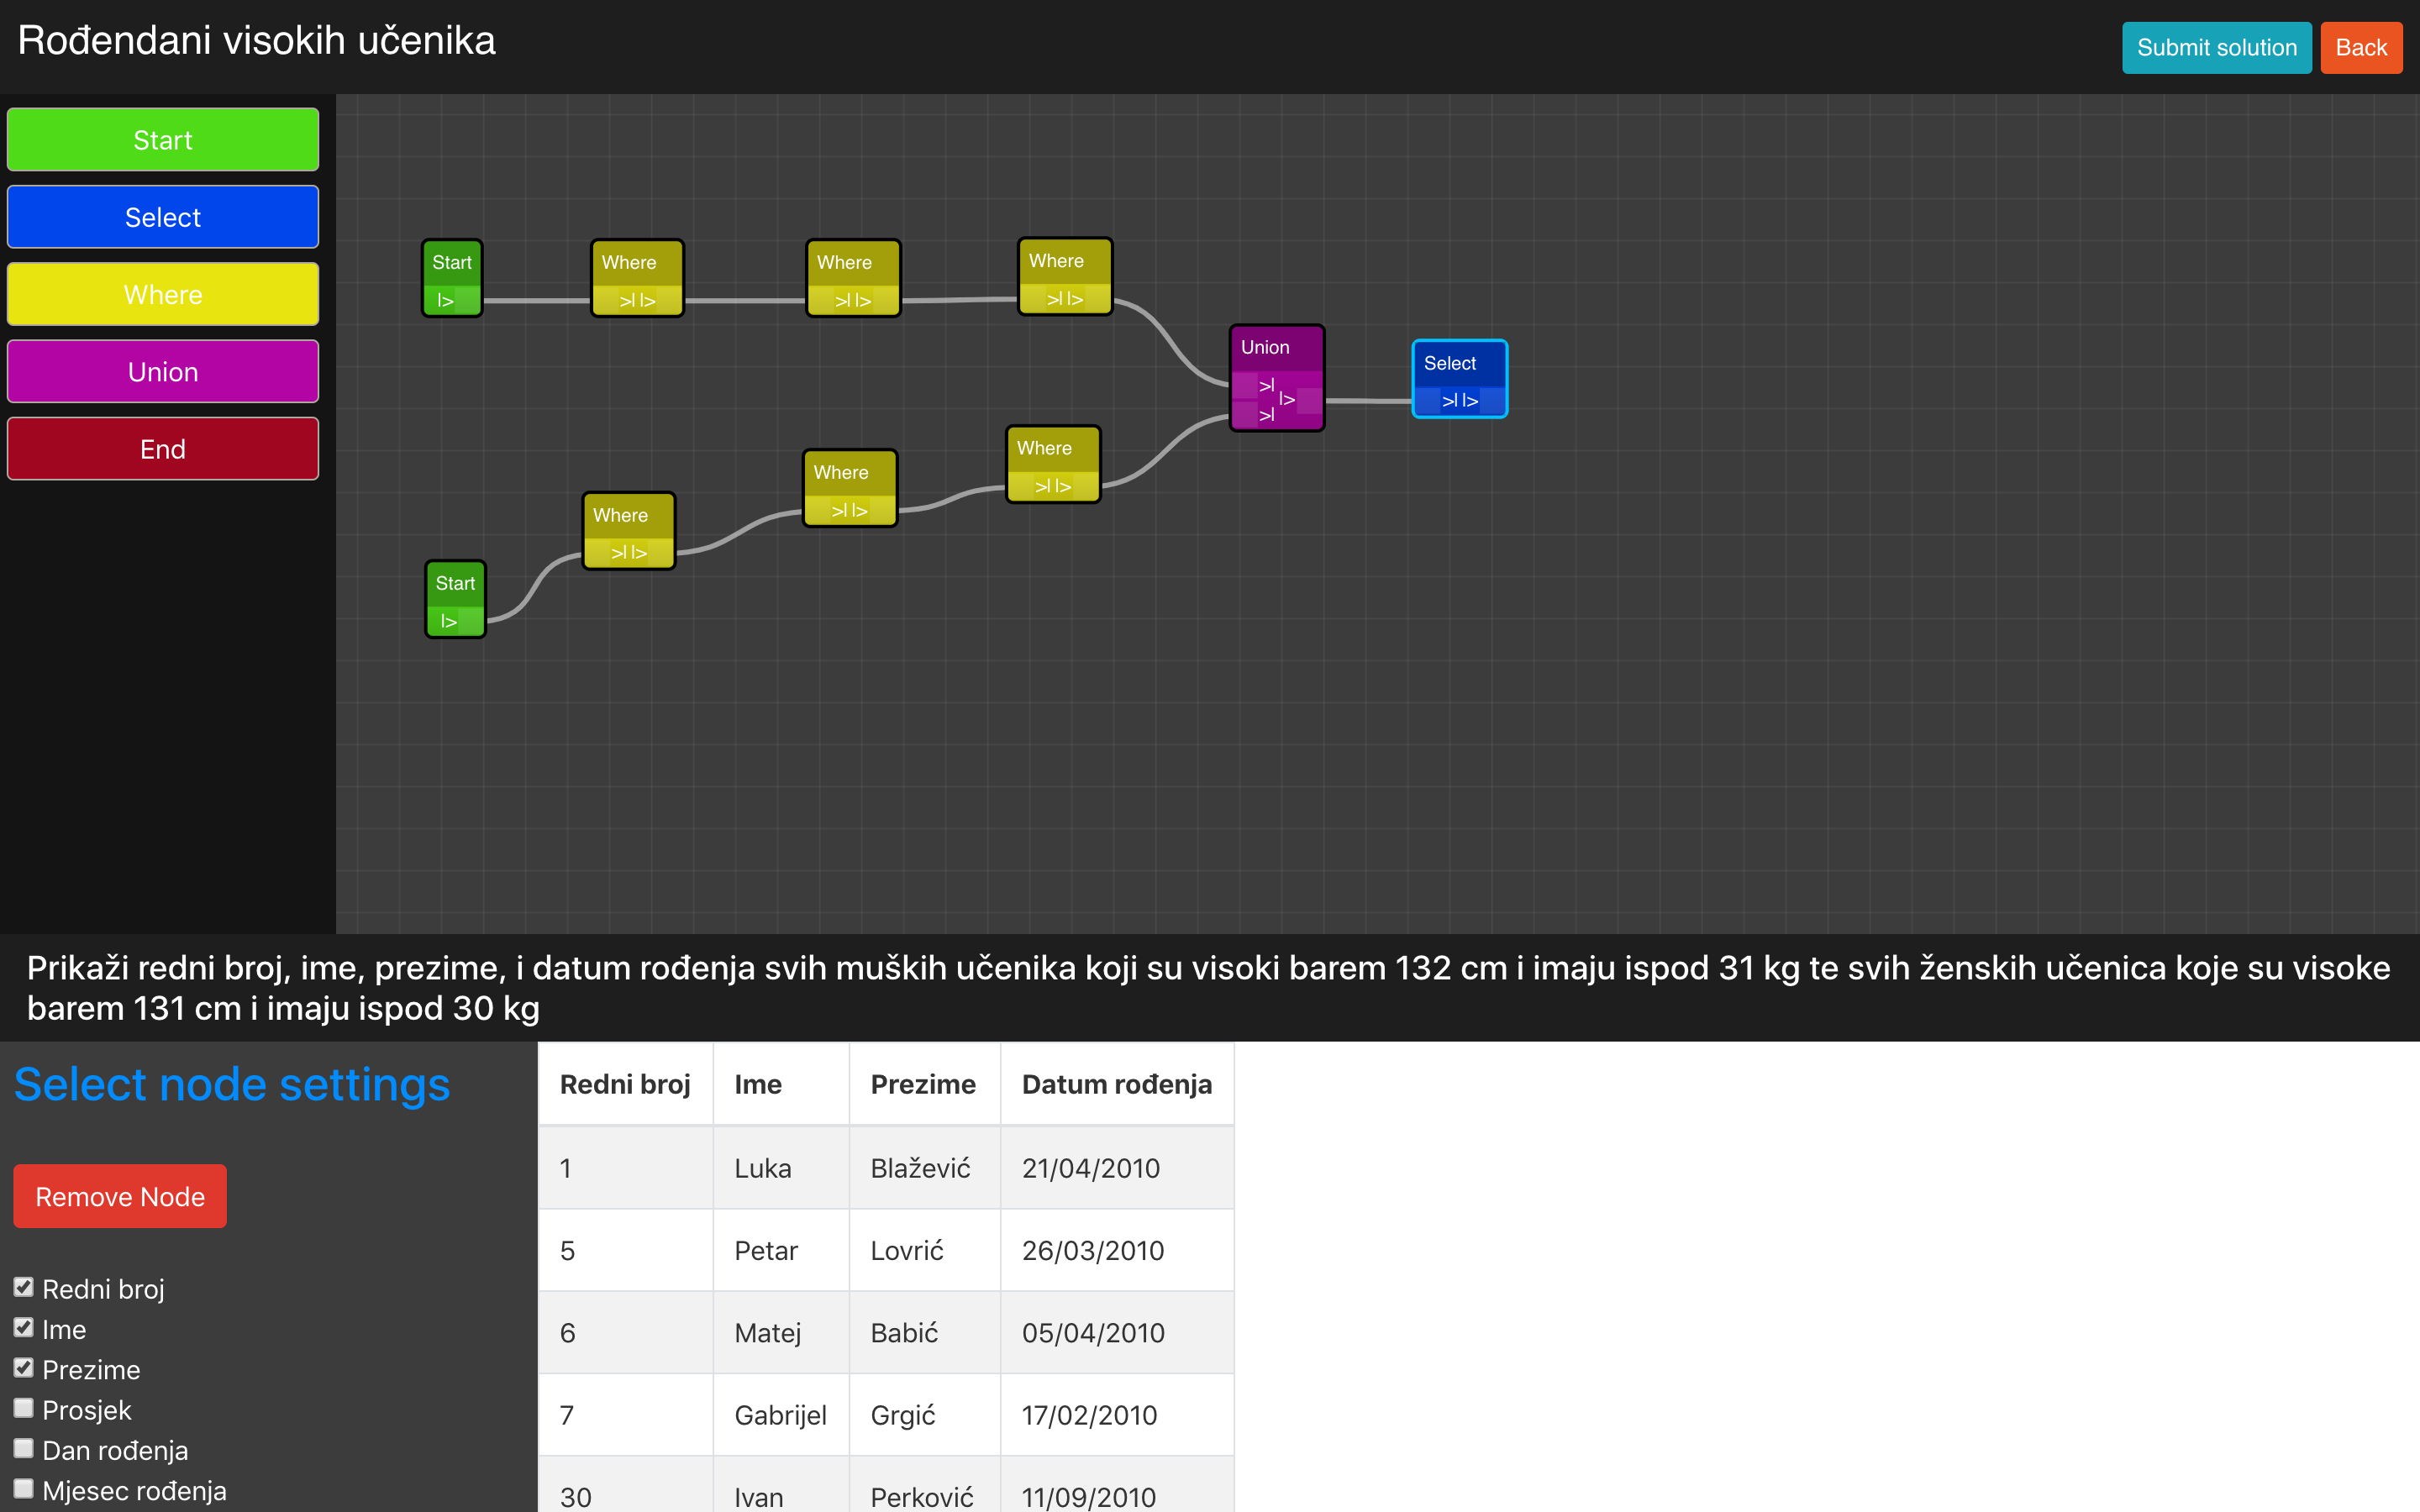 Rođendani visokih učenika
Submit solution
Back
Start
Select
Where
Union
End
Start
|>
Where
>| |>
Where
>| |>
Where
>| |>
Union
>|
|>
>|
Select
>| |>
Where
>| |>
Where
>| |>
Where
>| |>
Start
|>
Prikaži redni broj, ime, prezime, i datum rođenja svih muških učenika koji su visoki barem 132 cm i imaju ispod 31 kg te svih ženskih učenica koje su visoke
barem 131 cm i imaju ispod 30 kg
Select node settings
Remove Node
Redni broj
Ime
Prezime
Prosjek
Dan rođenja
Mjesec rođenja
Redni broj Ime Prezime Datum rođenja
1 Luka Blažević 21/04/2010
5 Petar Lovrić 26/03/2010
6 Matej Babić 05/04/2010
7 Gabrijel Grgić 17/02/2010
30 Ivan Perković 11/09/2010